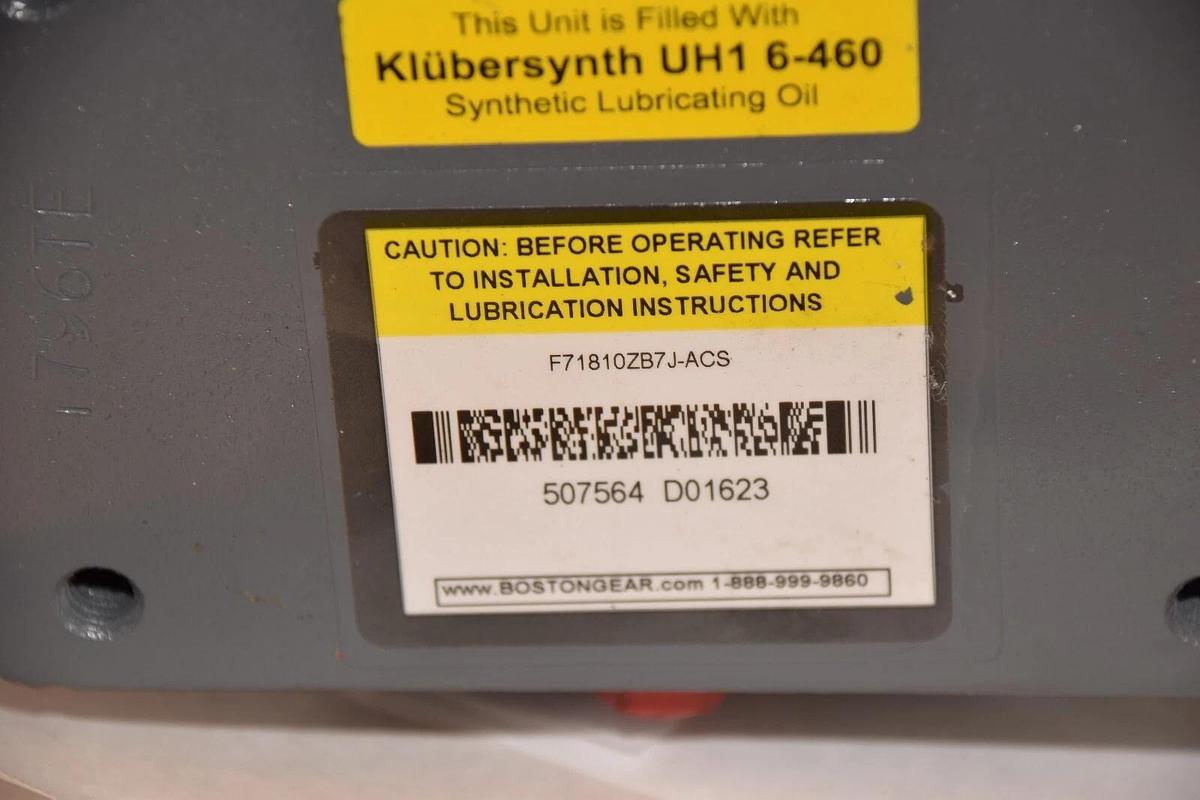 This Unit is Filled With
Klübersynth UH1 6-460
Synthetic Lubricating Oil
CAUTION: BEFORE OPERATING REFER
TO INSTALLATION, SAFETY AND
LUBRICATION INSTRUCTIONS
F71810ZB7J-ACS
507564 D01623
www.BOSTONGEAR.com 1-888-999-9860